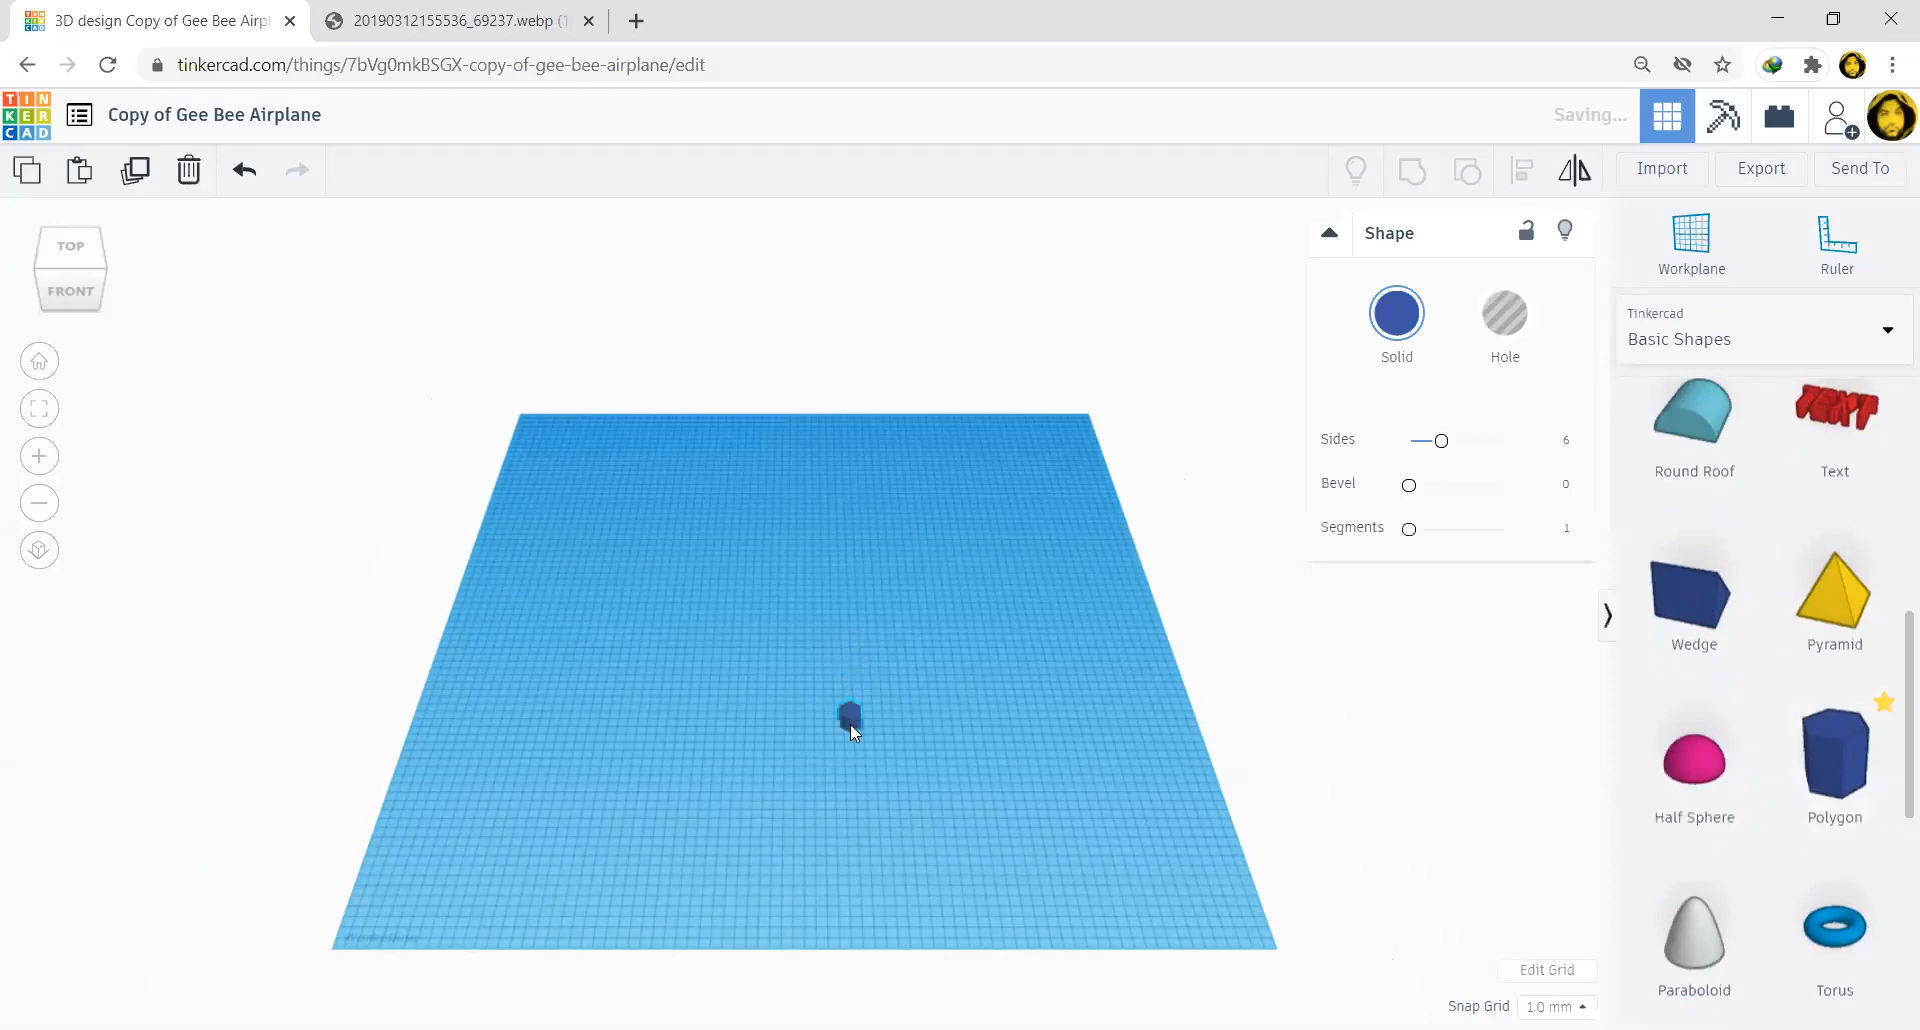 3D design Copy of Gee Bee Airpl
20190312155536_69237.webp (1
tinkercad.com/things/7bVg0mkBSGX-copy-of-gee-bee-airplane/edit
TIN
KER
CAD
Copy of Gee Bee Airplane
Saving...
Import
Export
Send To
TOP
FRONT
Shape
Solid
Hole
Sides
6
Bevel
0
Segments
1
Workplane
Ruler
Tinkercad
Basic Shapes
TEXT
Round Roof
Text
Wedge
Pyramid
Half Sphere
Polygon
Paraboloid
Torus
Edit Grid
Snap Grid
1.0 mm